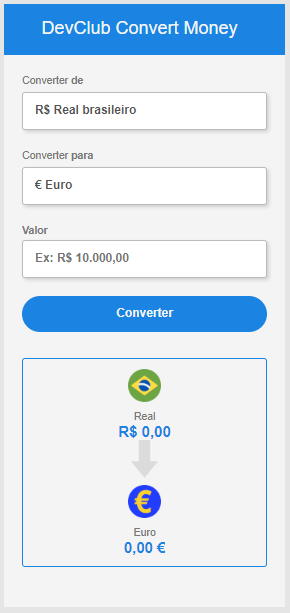 DevClub Convert Money
Converter de
R$ Real brasileiro
Converter para
€ Euro
Valor
Ex: R$ 10.000,00
Converter
Real
R$ 0,00
€
Euro
0,00 €